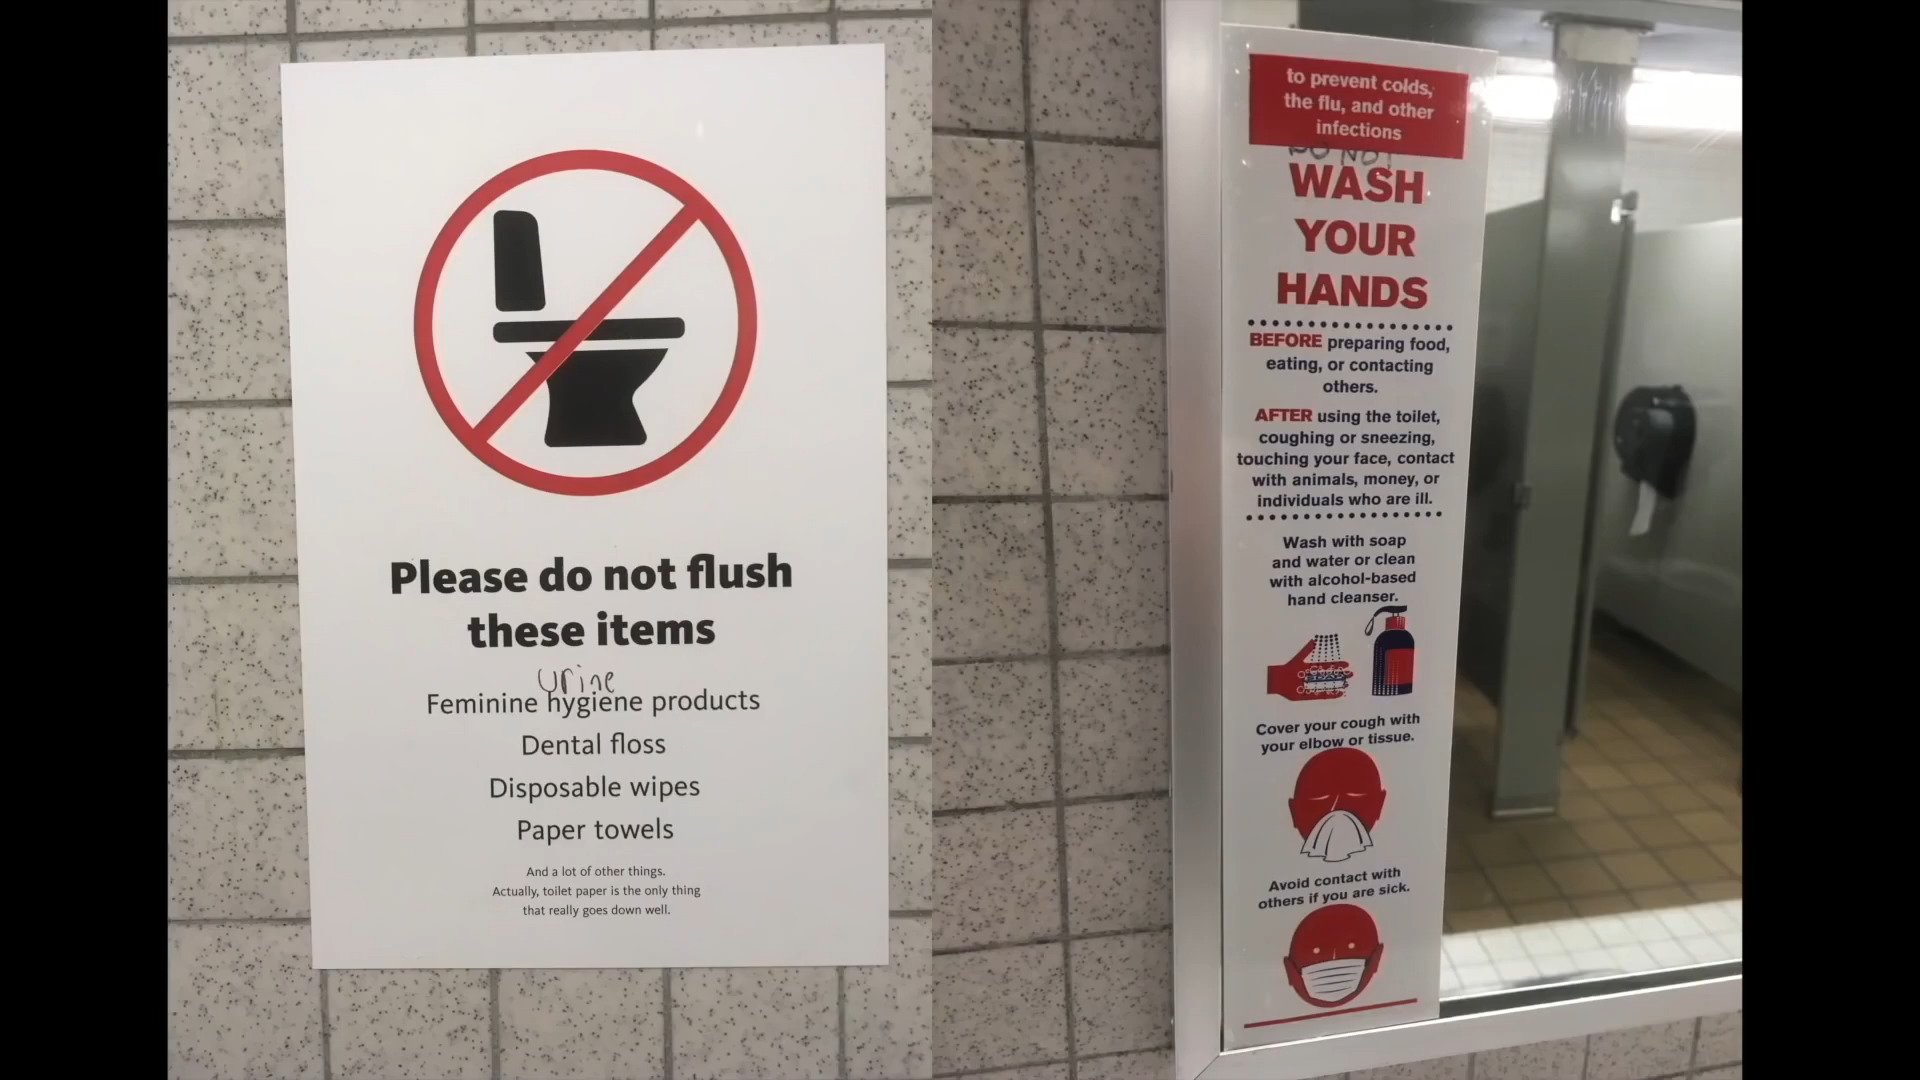 Please do not flush
these items
urine
Feminine hygiene products
Dental floss
Disposable wipes
Paper towels
And a lot of other things.
Actually, toilet paper is the only thing
that really goes down well.
to prevent colds,
the flu, and other
infections
DO NOT
WASH
YOUR
HANDS
BEFORE preparing food,
eating, or contacting
others.
AFTER using the toilet,
coughing or sneezing,
touching your face, contact
with animals, money, or
individuals who are ill.
Wash with soap
and water or clean
with alcohol-based
hand cleanser.
Cover your cough with
your elbow or tissue.
Avoid contact with
others if you are sick.